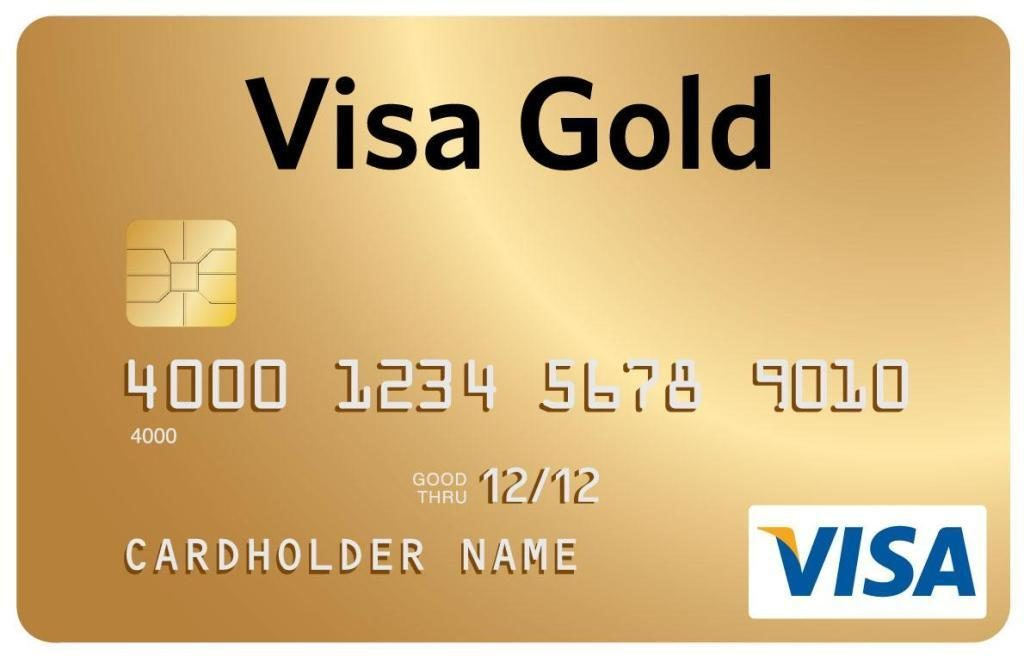 Visa Gold
4000 1234 5678 9010
4000
GOOD
THRU 12/12
CARDHOLDER NAME
VISA